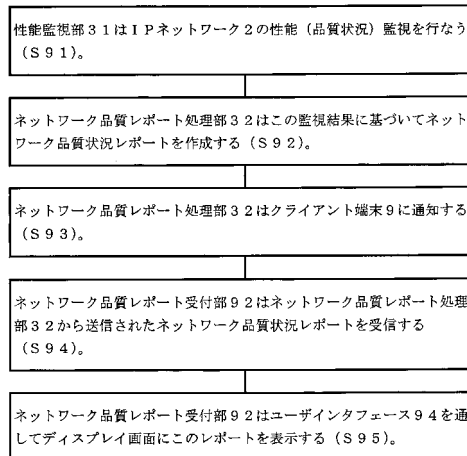 性能監視部３１はＩＰネットワーク２の性能（品質状況）監視を行なう
（Ｓ９１）。
ネットワーク品質レポート処理部３２はこの監視結果に基づいてネット
ワーク品質状況レポートを作成する（Ｓ９２）。
ネットワーク品質レポート処理部３２はクライアント端末９に通知する
（Ｓ９３）。
ネットワーク品質レポート受付部９２はネットワーク品質レポート処理
部３２から送信されたネットワーク品質状況レポートを受信する
（Ｓ９４）。
ネットワーク品質レポート受付部９２はユーザインタフェース９４を通
してディスプレイ画面にこのレポートを表示する（Ｓ９５）。